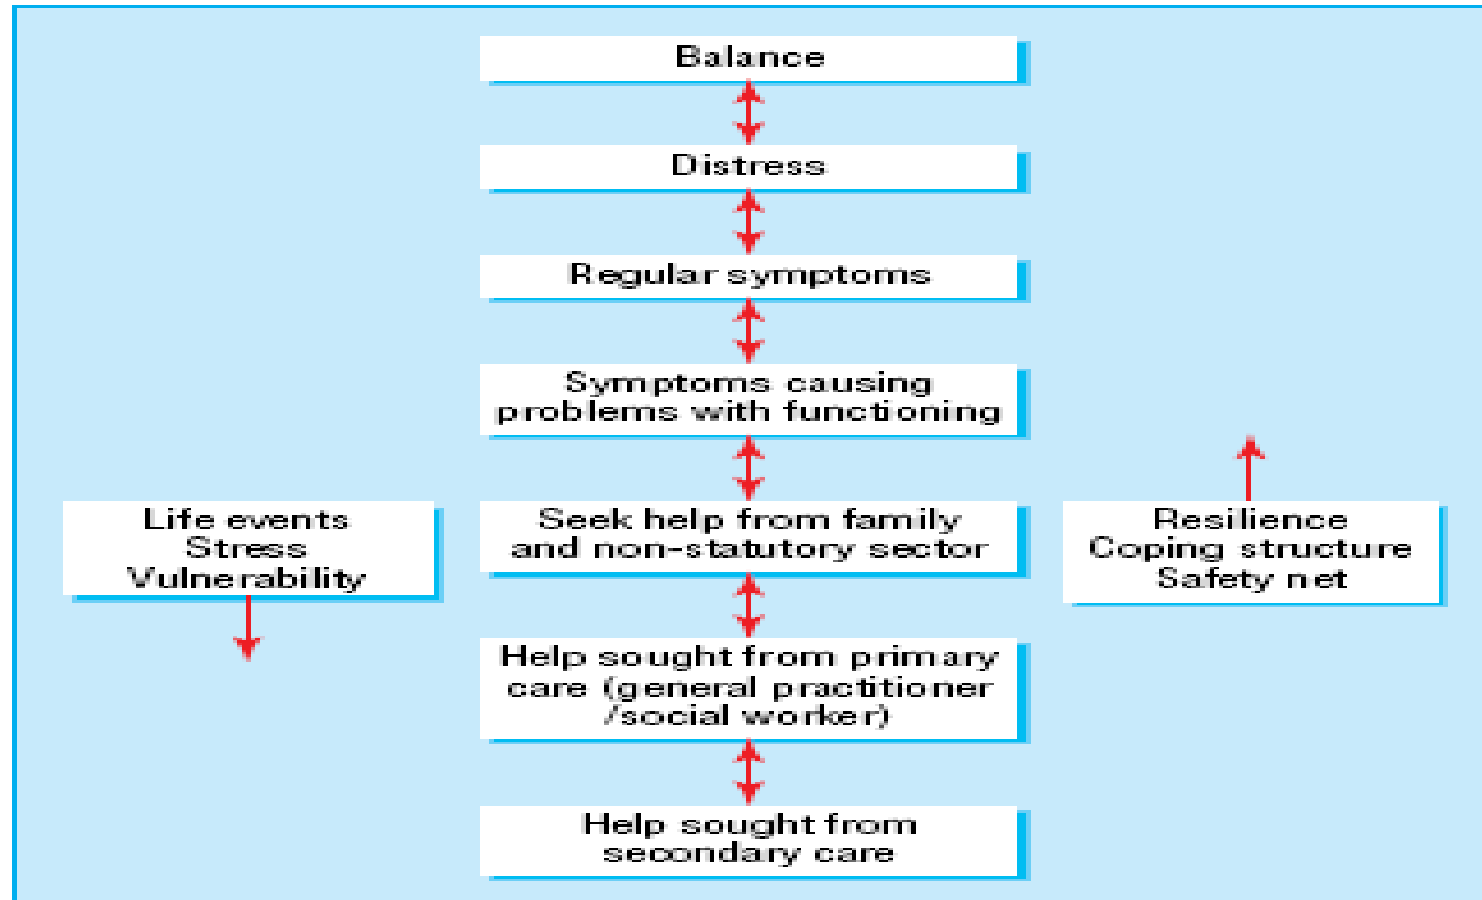 Balance
Distress
Regular symptoms
Symptoms causing
problems with functioning
Life events
Stress
Vulnerability
Seek help from family
and non-statutory sector
Resilience
Coping structure
Safety net
Help sought from primary
care (general practitioner
/social worker)
Help sought from
secondary care